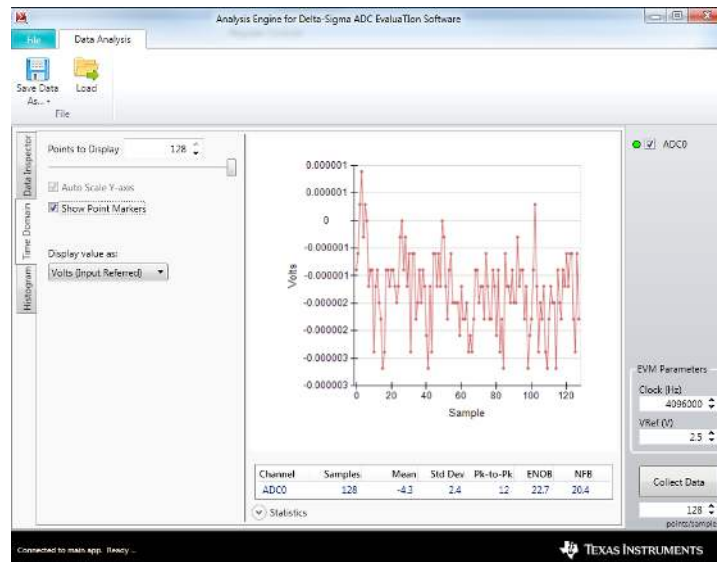 Analysis Engine for Delta-Sigma ADC EvaluaTIon Software
File
Data Analysis
Save Data As...
Load
File
Data Inspector
Time Domain
Histogram
Points to Display
128
Auto Scale Y-axis
Show Point Markers
Display value as:
Volts (Input Referred)
0.000001
0.000001
0
-0.000001
-0.000001
-0.000002
-0.000002
-0.000003
-0.000003
Volts
0 20 40 60 80 100 120
Sample
Channel Samples Mean Std Dev Pk-to-Pk ENOB NFB
ADC0 128 -4.3 2.4 12 22.7 20.4
Statistics
ADC0
EVM Parameters
Clock (Hz)
4096000
VRef (V)
2.5
Collect Data
128
points/sample
Connected to main app. Ready ...
TEXAS INSTRUMENTS